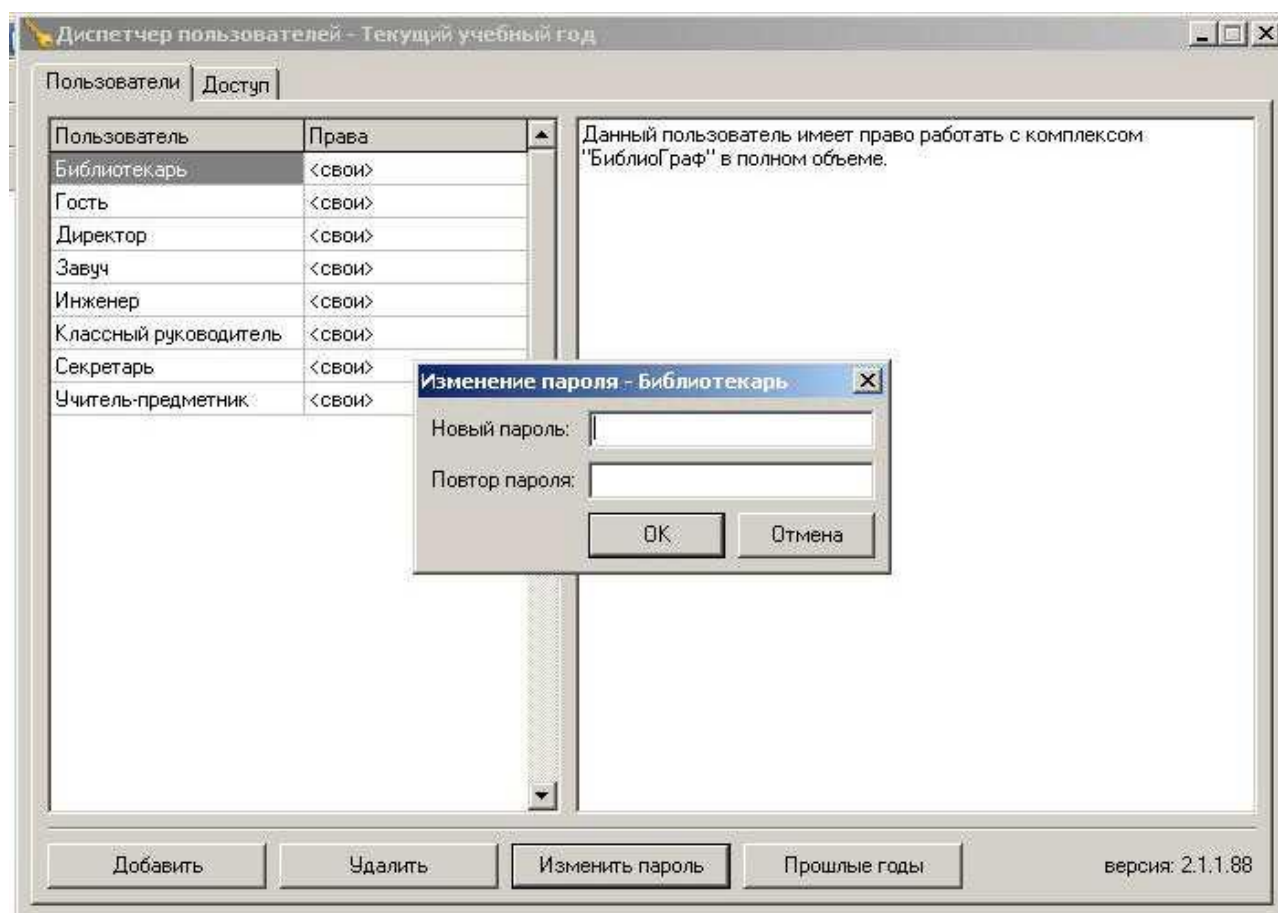 Диспетчер пользователей - Текущий учебный год
Пользователи Доступ
Пользователь Права
Библиотекарь <свои>
Гость <свои>
Директор <свои>
Завуч <свои>
Инженер <свои>
Классный руководитель <свои>
Секретарь <свои>
Учитель-предметник <свои>
Данный пользователь имеет право работать с комплексом
"БиблиоГраф" в полном объеме.
Изменение пароля - Библиотекарь
Новый пароль:
Повтор пароля:
OK Отмена
Добавить Удалить Изменить пароль Прошлые годы версия: 2.1.1.88